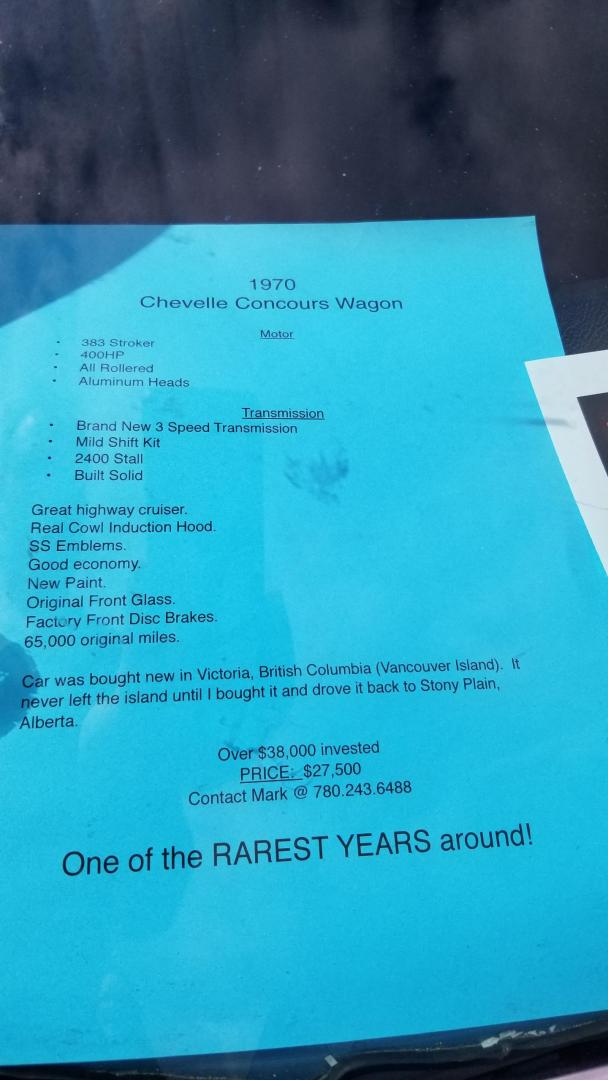 1970
Chevelle Concours Wagon
Motor
• 383 Stroker
• 400HP
• All Rollered
• Aluminum Heads
Transmission
• Brand New 3 Speed Transmission
• Mild Shift Kit
• 2400 Stall
• Built Solid
Great highway cruiser.
Real Cowl Induction Hood.
SS Emblems.
Good economy.
New Paint.
Original Front Glass.
Factory Front Disc Brakes.
65,000 original miles.
Car was bought new in Victoria, British Columbia (Vancouver Island). It
never left the island until I bought it and drove it back to Stony Plain,
Alberta.
Over $38,000 invested
PRICE: $27,500
Contact Mark @ 780.243.6488
One of the RAREST YEARS around!